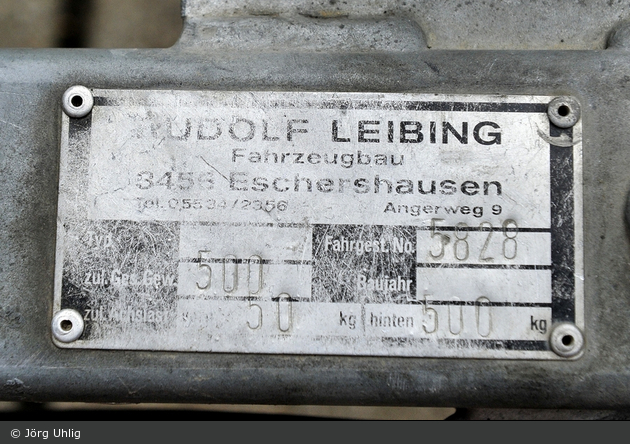 RUDOLF LEIBING
Fahrzeugbau
3456 Eschershausen
Tel. 05534/2356 Angerweg 9
Typ Fahrgest. No. 5828
zul. Ges. Gew. 500 Baujahr
zul. Achslast 50 kg hinten 500 kg
© Jörg Uhlig